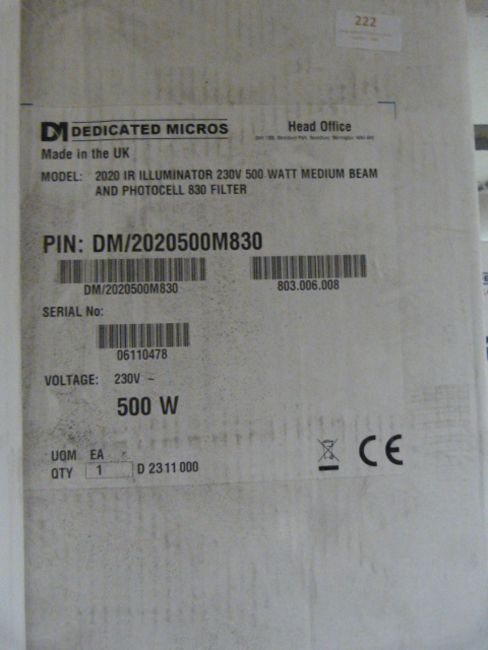 222
DM DEDICATED MICROS
Head Office
Made in the UK
MODEL: 2020 IR ILLUMINATOR 230V 500 WATT MEDIUM BEAM
AND PHOTOCELL 830 FILTER
PIN: DM/2020500M830
DM/2020500M830
803.006.008
SERIAL No:
06110478
VOLTAGE: 230V ~
500 W
UOM EA
QTY 1 D 2311000
CE